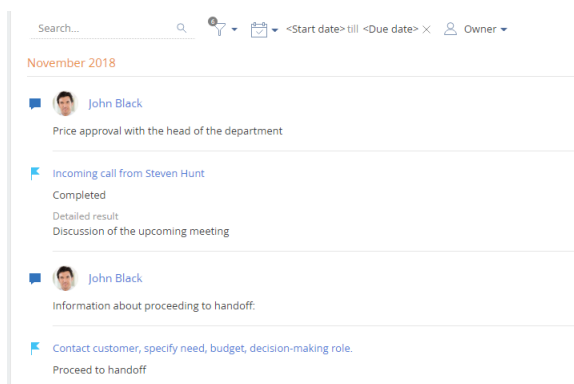 Search...
6
<Start date> till <Due date>
Owner
November 2018
John Black
Price approval with the head of the department
Incoming call from Steven Hunt
Completed
Detailed result
Discussion of the upcoming meeting
John Black
Information about proceeding to handoff:
Contact customer, specify need, budget, decision-making role.
Proceed to handoff